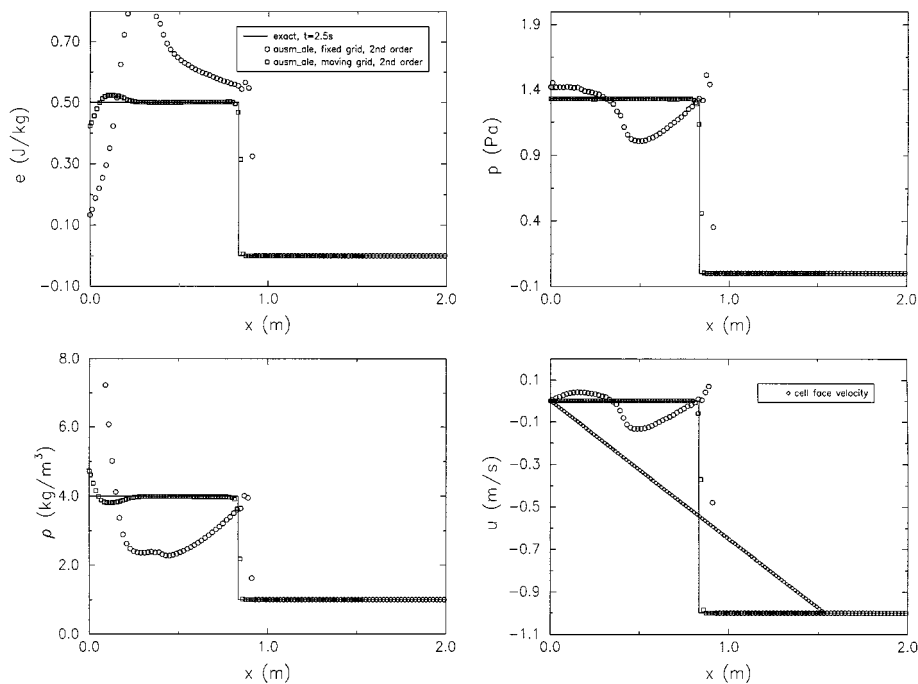 0.80
0.70
0.50
0.30
0.10
−0.10
e (J/kg)
exact, t=2.5s
ausm_ale, fixed grid, 2nd order
ausm_ale, moving grid, 2nd order
0.0
1.0
2.0
x (m)
1.9
1.4
0.9
0.4
−0.1
p (Pa)
0.0
1.0
2.0
x (m)
8.0
6.0
4.0
2.0
0.0
ρ (kg/m³)
0.0
1.0
2.0
x (m)
0.1
−0.1
−0.3
−0.5
−0.7
−0.9
−1.1
u (m/s)
cell face velocity
0.0
1.0
2.0
x (m)